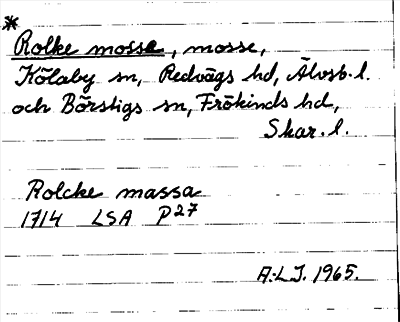 *
Rolke mosse, mosse,
Kölaby sn, Redvägs hd, Älvsb. l.
och Börstigs sn, Frökinds hd,
Skar. l.
Rolcke massa
1714 LSA P27
A.L.J. 1965.